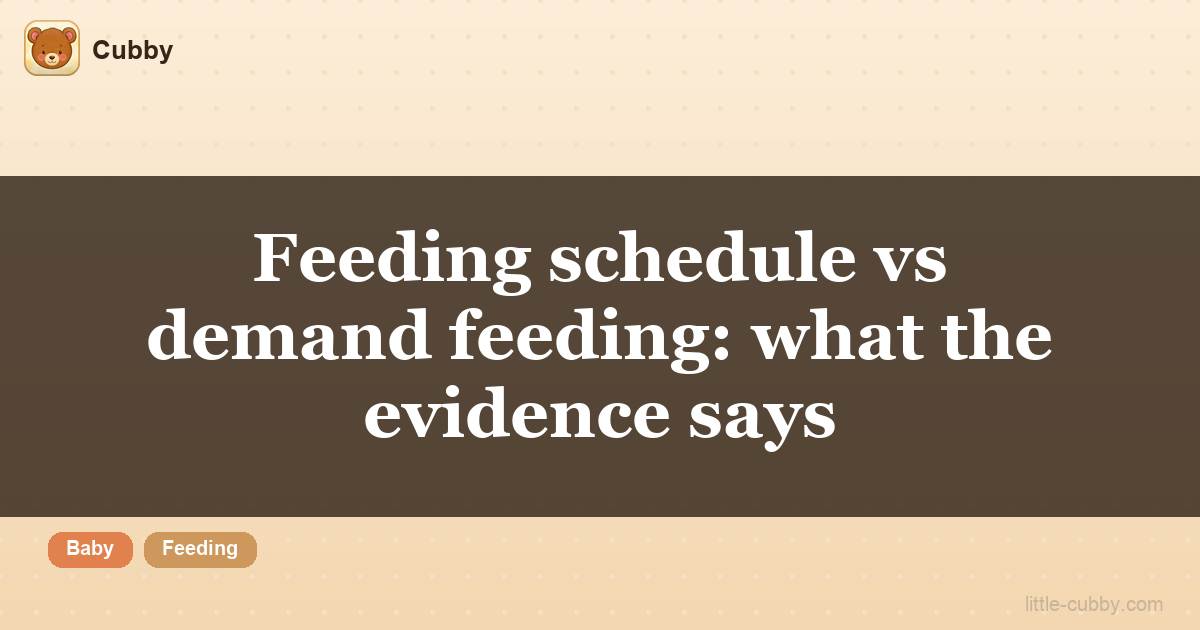 Cubby
Feeding schedule vs
demand feeding: what the
evidence says
Baby
Feeding
little-cubby.com